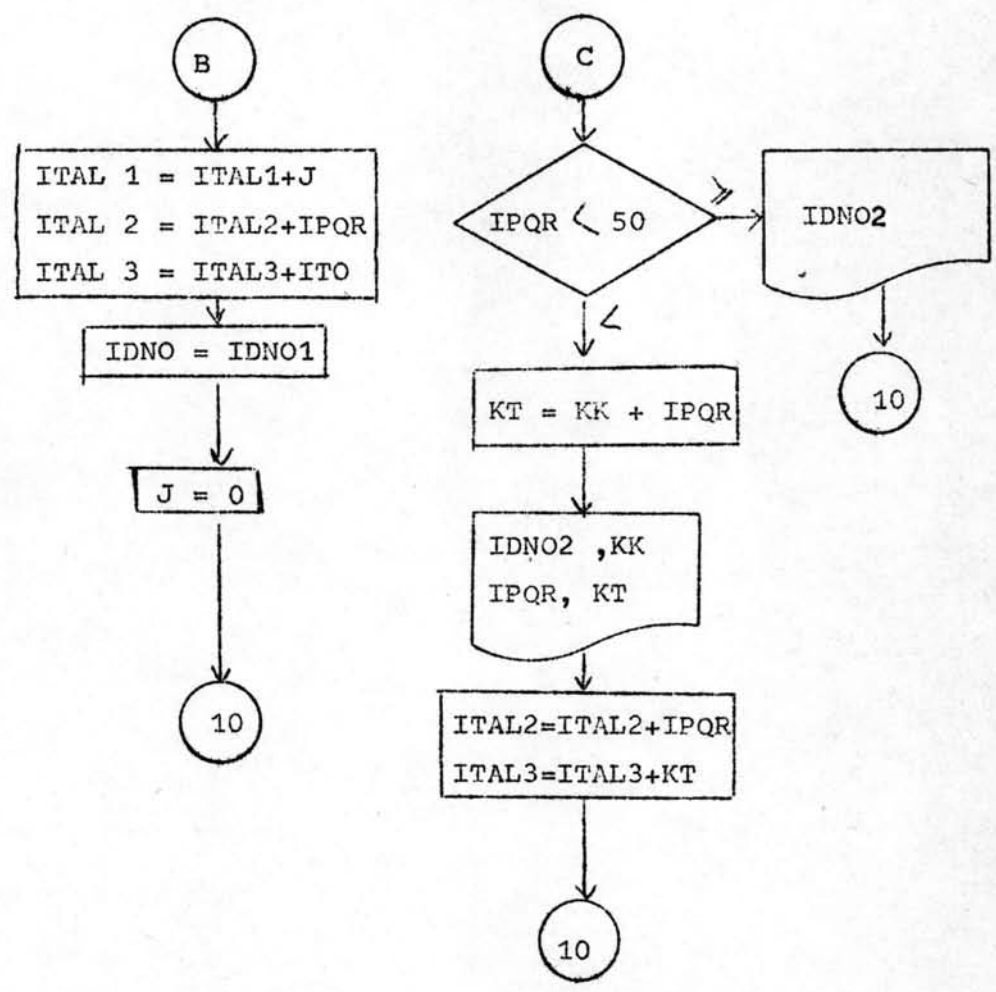 B
ITAL 1 = ITAL1+J
ITAL 2 = ITAL2+IPQR
ITAL 3 = ITAL3+ITO
IDNO = IDNO1
J = 0
10
C
IPQR < 50
≥
IDNO2
10
<
KT = KK + IPQR
IDNO2 ,KK
IPQR, KT
ITAL2=ITAL2+IPQR
ITAL3=ITAL3+KT
10